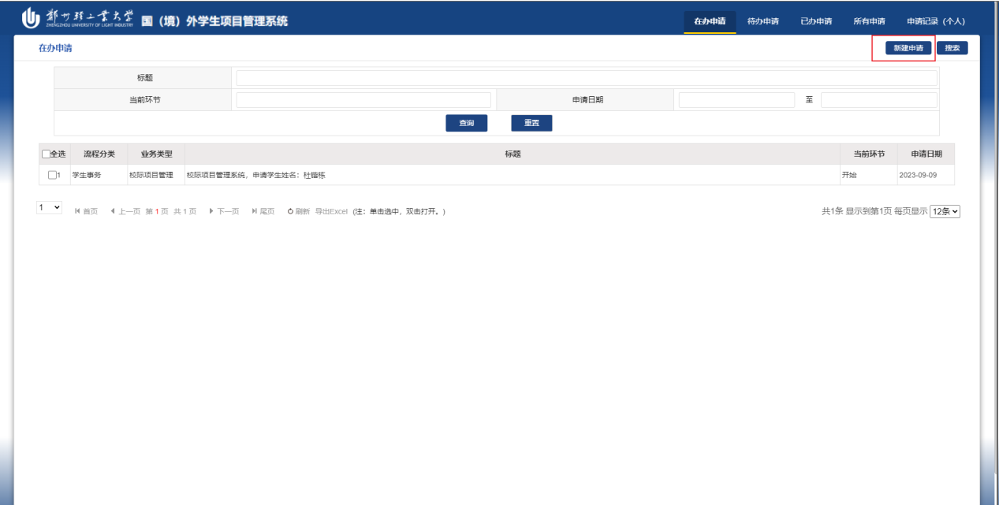 郑州轻工业大学 国（境）外学生项目管理系统 在办申请 待办申请 已办申请 所有申请 申请记录（个人）
ZHENGZHOU UNIVERSITY OF LIGHT INDUSTRY
在办申请 新建申请 搜索
标题
当前环节 申请日期 至
查询 重置
全选 流程分类 业务类型 标题 当前环节 申请日期
1 学生事务 校际项目管理 校际项目管理系统，申请学生姓名：杜锴栋 开始 2023-09-09
1 首页 上一页 第1页 共1页 下一页 尾页 刷新 导出Excel (注：单击选中，双击打开。) 共1条 显示到第1页 每页显示 12条